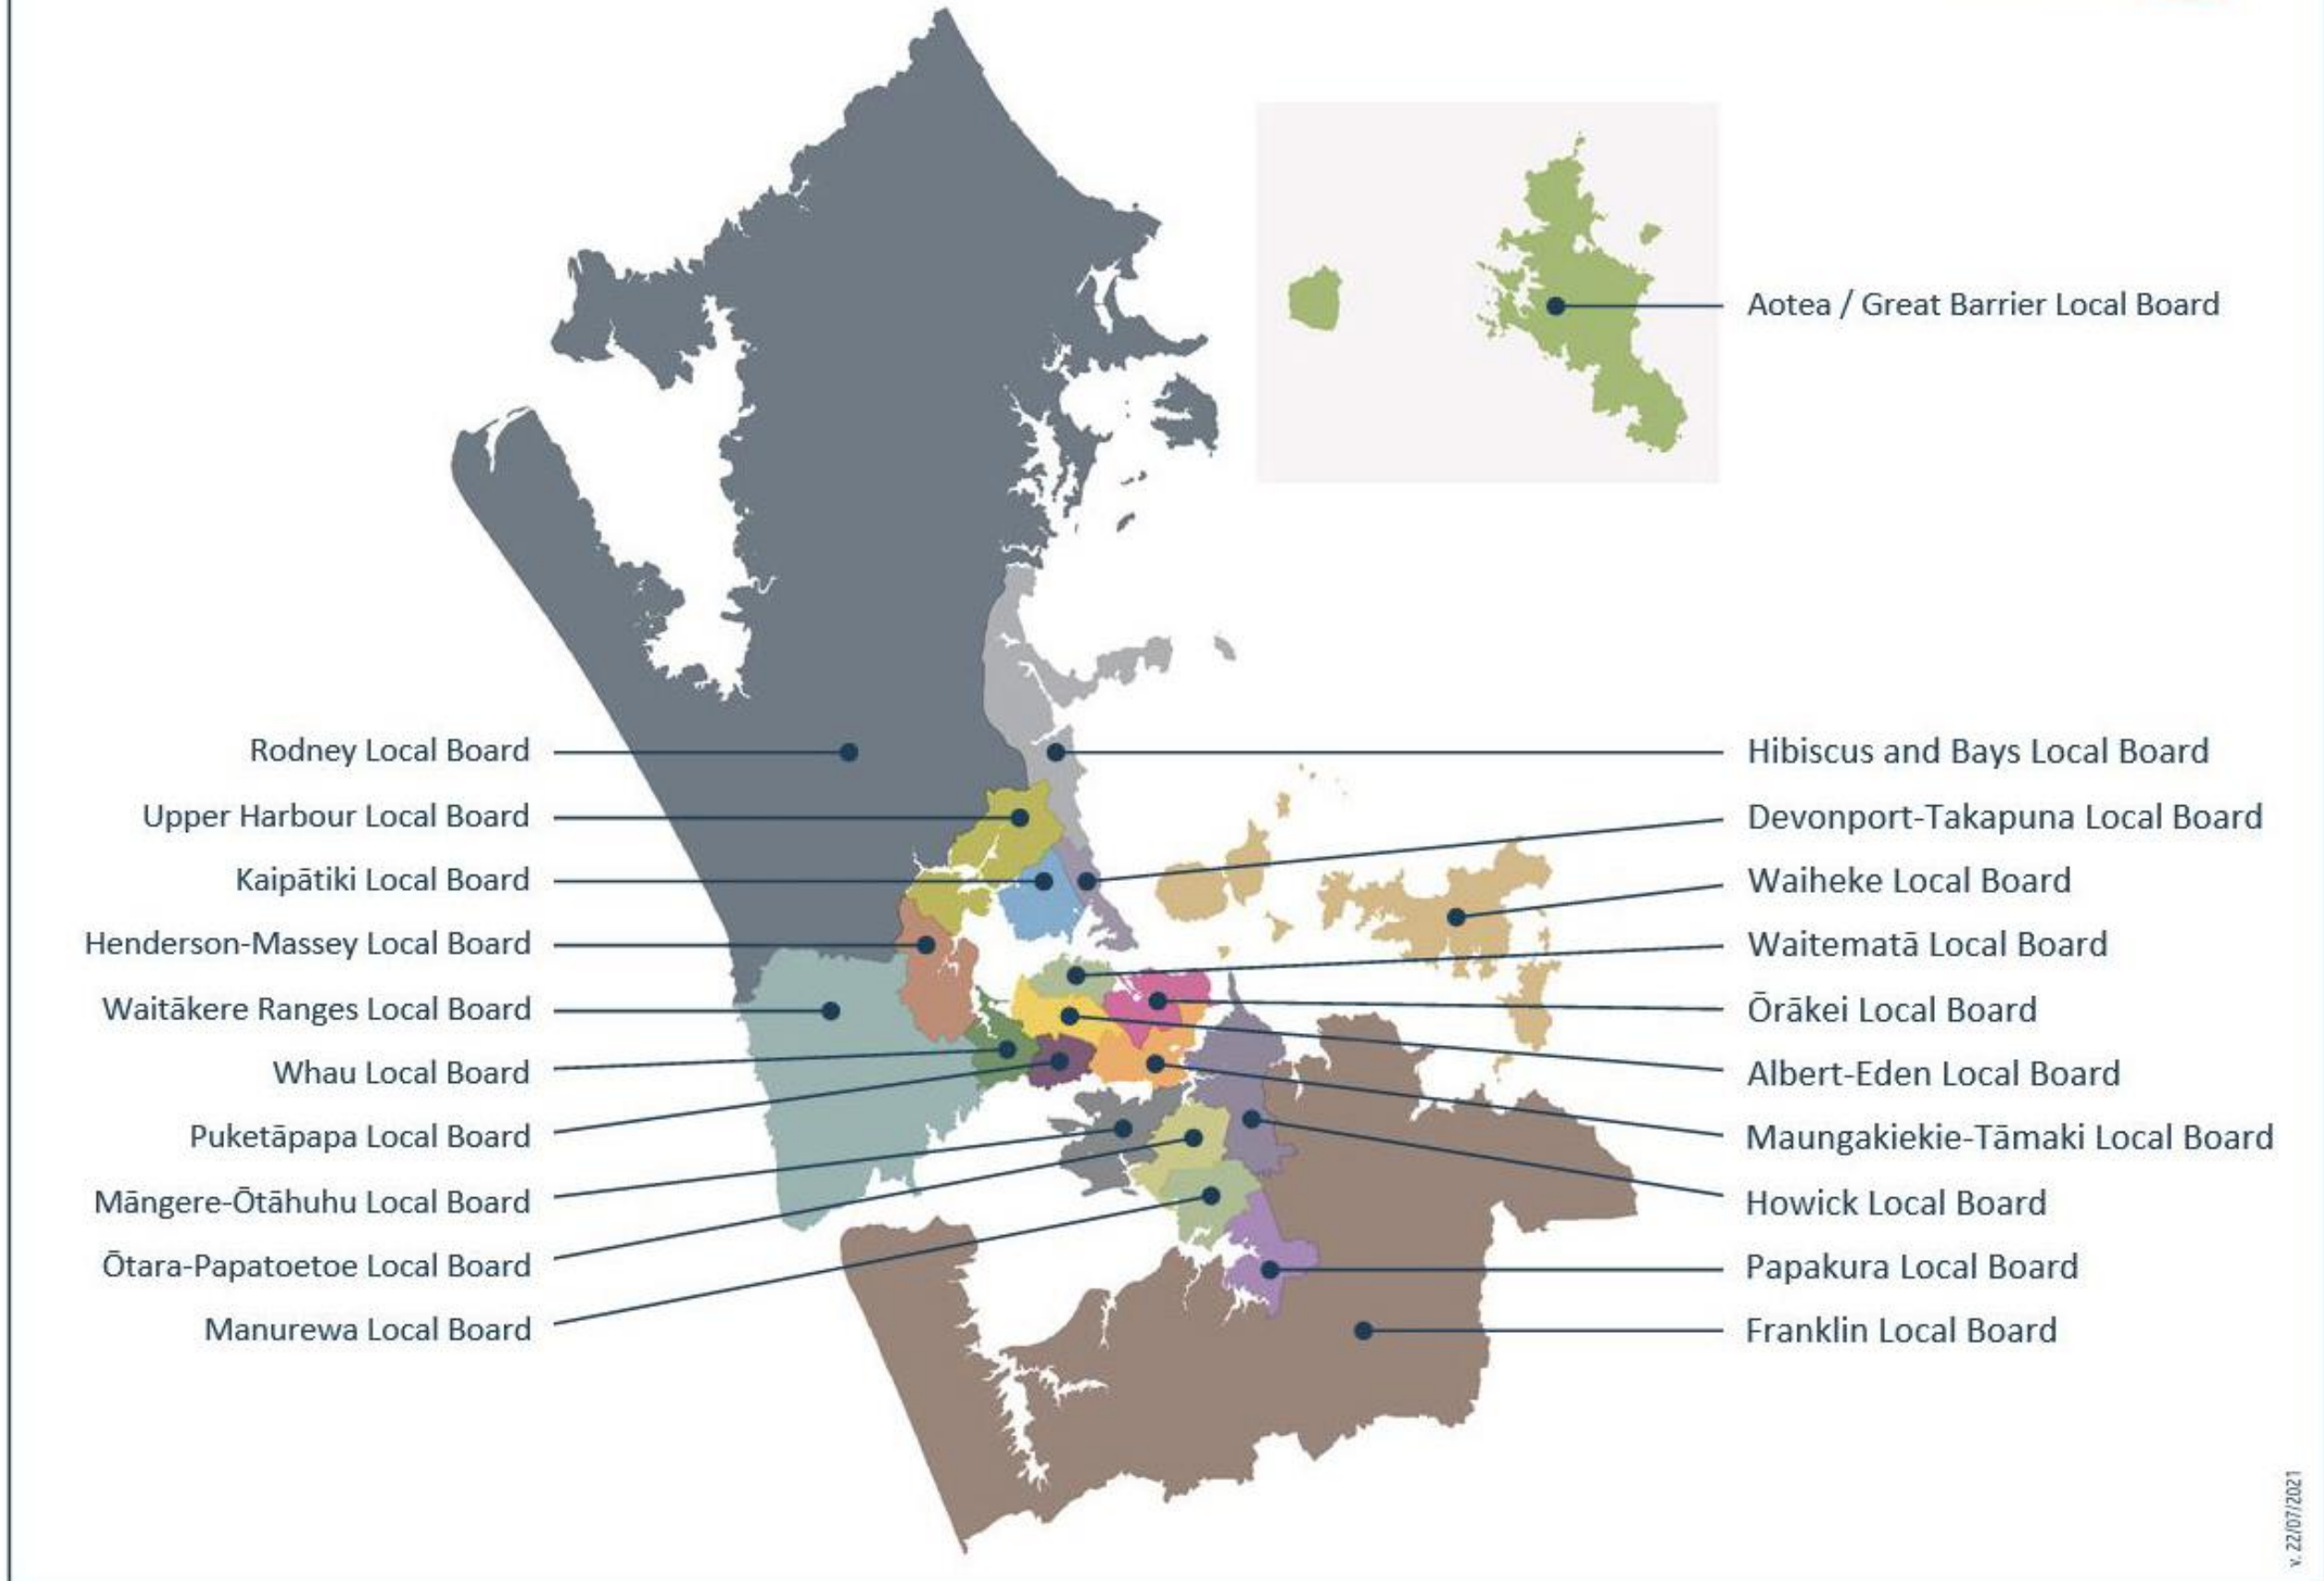 Aotea / Great Barrier Local Board
Rodney Local Board
Upper Harbour Local Board
Kaipātiki Local Board
Henderson-Massey Local Board
Waitākere Ranges Local Board
Whau Local Board
Puketāpapa Local Board
Māngere-Ōtāhuhu Local Board
Ōtara-Papatoetoe Local Board
Manurewa Local Board
Hibiscus and Bays Local Board
Devonport-Takapuna Local Board
Waiheke Local Board
Waitematā Local Board
Ōrākei Local Board
Albert-Eden Local Board
Maungakiekie-Tāmaki Local Board
Howick Local Board
Papakura Local Board
Franklin Local Board
v. 22/07/2021